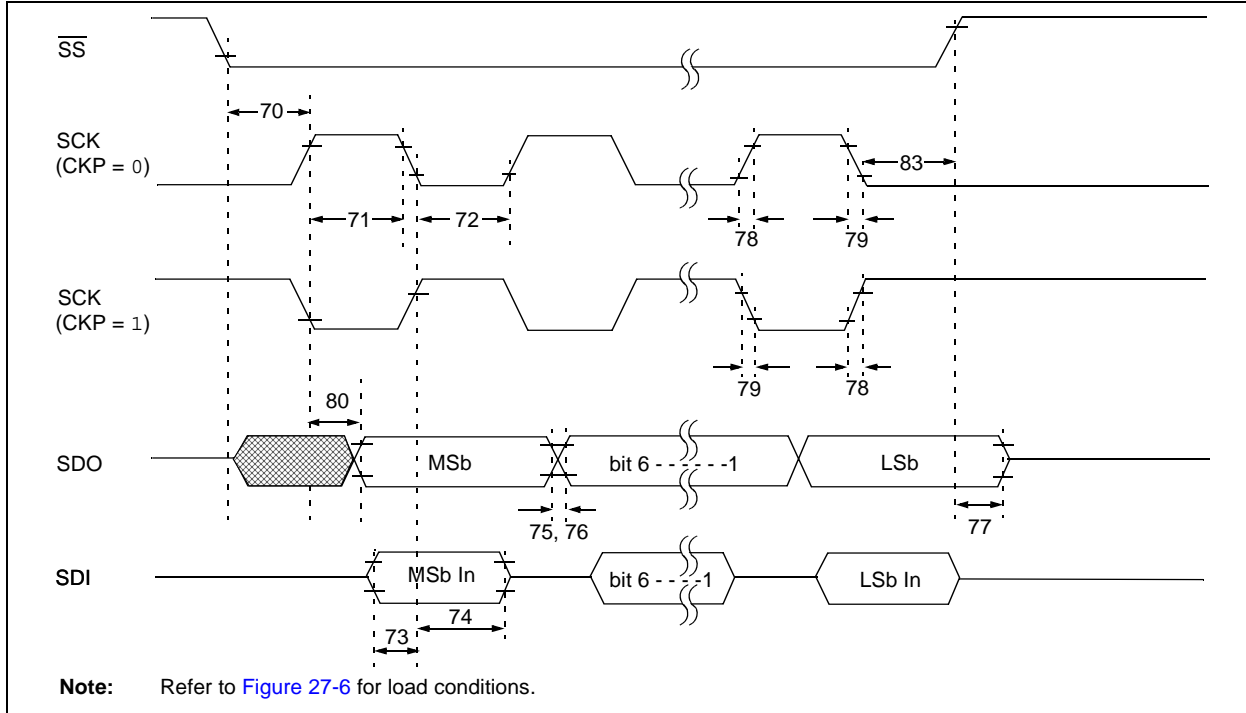 SS
70
SCK
(CKP = 0)
83
71
72
78
79
SCK
(CKP = 1)
79
78
80
SDO
MSb
bit 6 - - - - - -1
LSb
75, 76
77
SDI
MSb In
bit 6 - - - - -1
LSb In
74
73
Note: Refer to Figure 27-6 for load conditions.